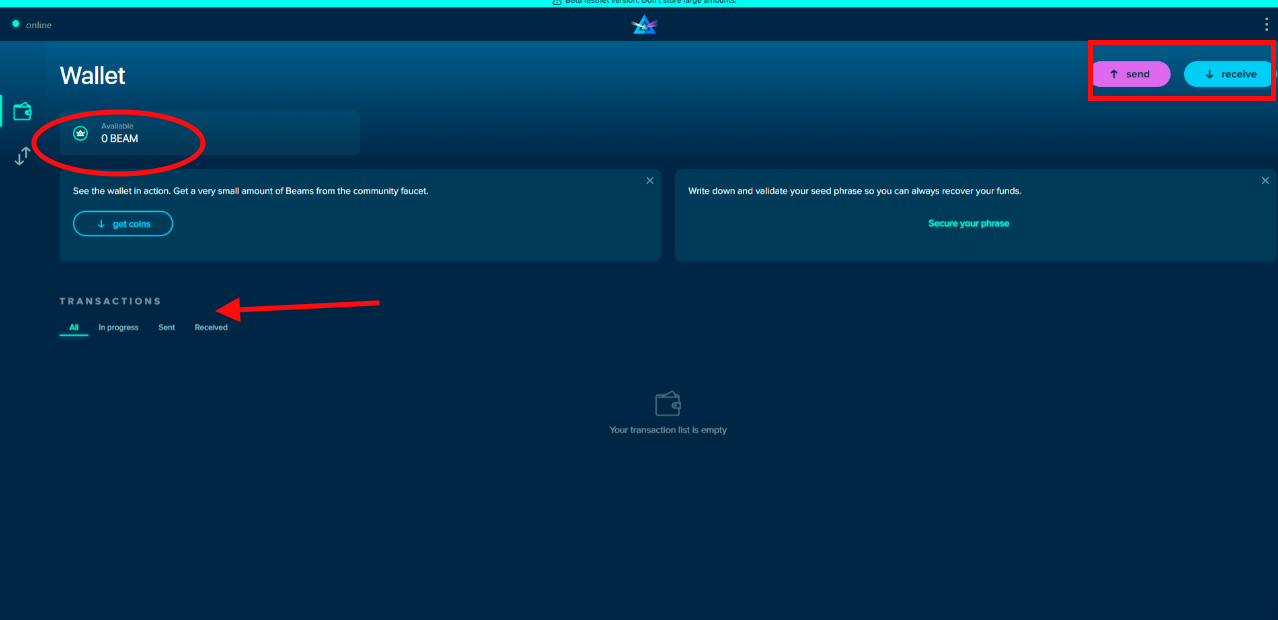 Beta testnet version. Don't store large amounts.
online
Wallet
send
receive
Available
0 BEAM
See the wallet in action. Get a very small amount of Beams from the community faucet.
get coins
Write down and validate your seed phrase so you can always recover your funds.
Secure your phrase
TRANSACTIONS
All In progress Sent Received
Your transaction list is empty